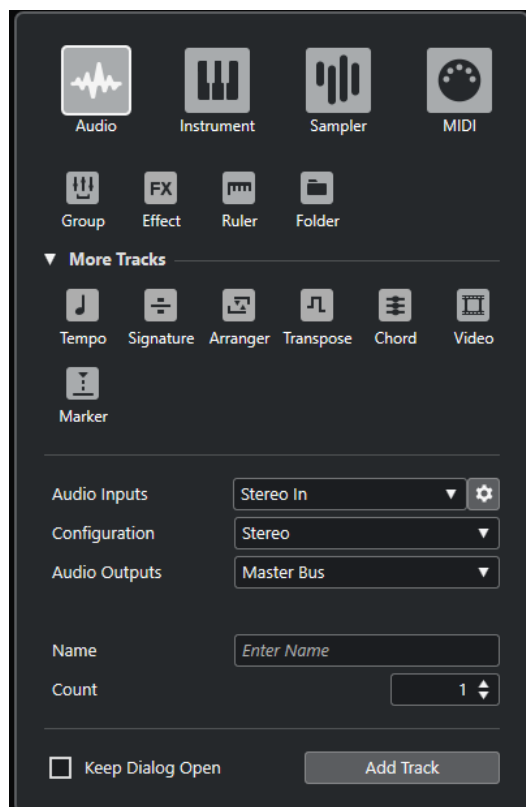 Audio Instrument Sampler MIDI
FX
Group Effect Ruler Folder
▼ More Tracks
Tempo Signature Arranger Transpose Chord Video
Marker
Audio Inputs Stereo In
Configuration Stereo
Audio Outputs Master Bus
Name Enter Name
Count 1
Keep Dialog Open Add Track